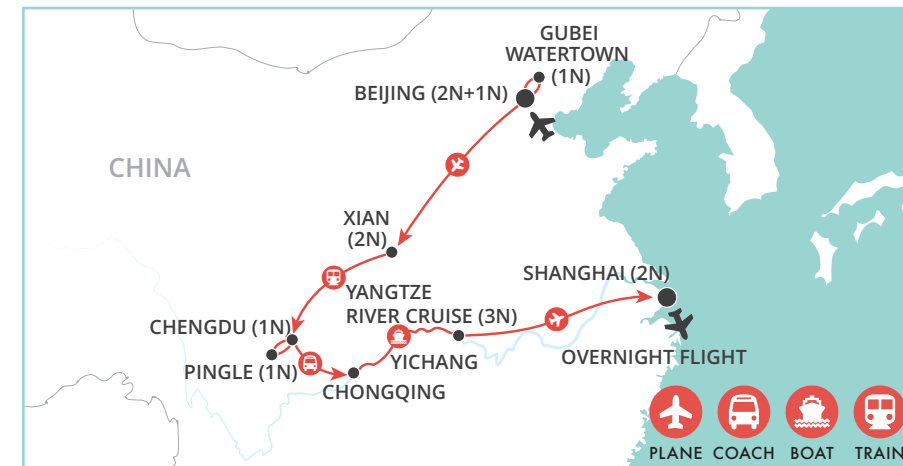 GUBEI
WATERTOWN
(1N)
BEIJING (2N+1N)
CHINA
XIAN
(2N)
SHANGHAI (2N)
YANGTZE
RIVER CRUISE (3N)
CHENGDU (1N)
YICHANG
OVERNIGHT FLIGHT
PINGLE (1N)
CHONGQING
PLANE COACH BOAT TRAIN